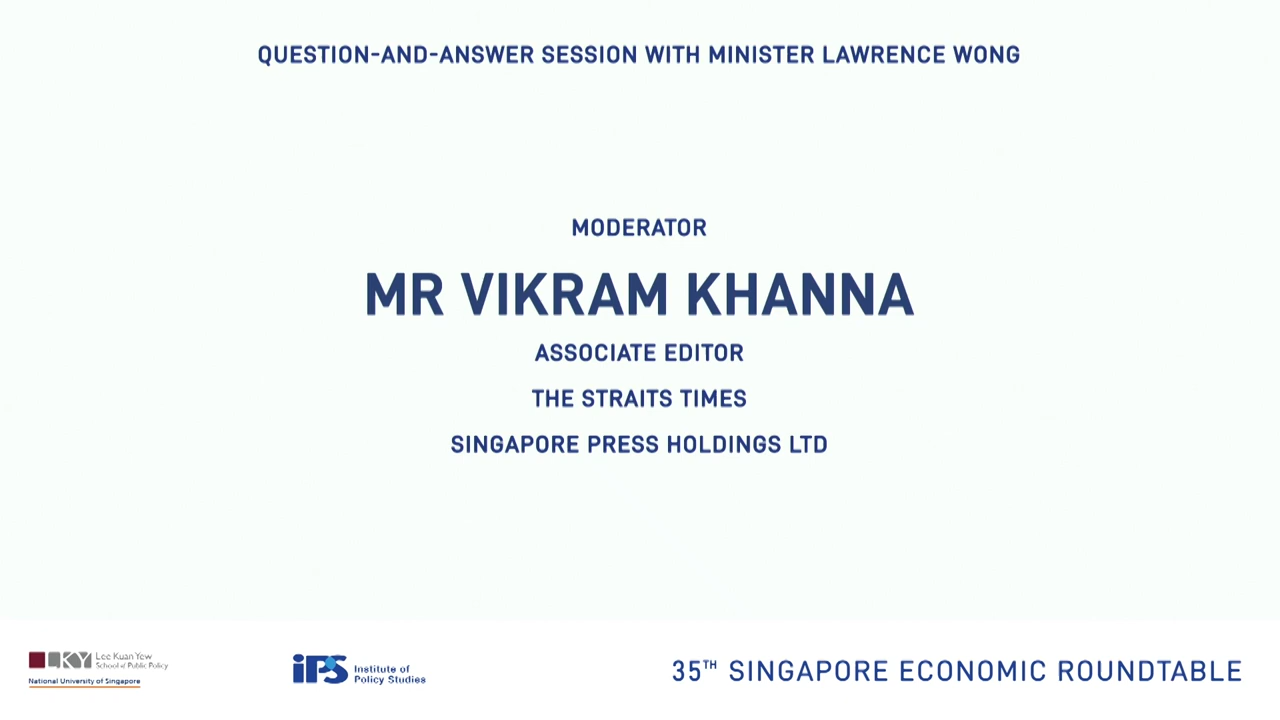 QUESTION-AND-ANSWER SESSION WITH MINISTER LAWRENCE WONG
MODERATOR
MR VIKRAM KHANNA
ASSOCIATE EDITOR
THE STRAITS TIMES
SINGAPORE PRESS HOLDINGS LTD
LKY
Lee Kuan Yew
School of Public Policy
National University of Singapore
iPS
Institute of
Policy Studies
35TH SINGAPORE ECONOMIC ROUNDTABLE